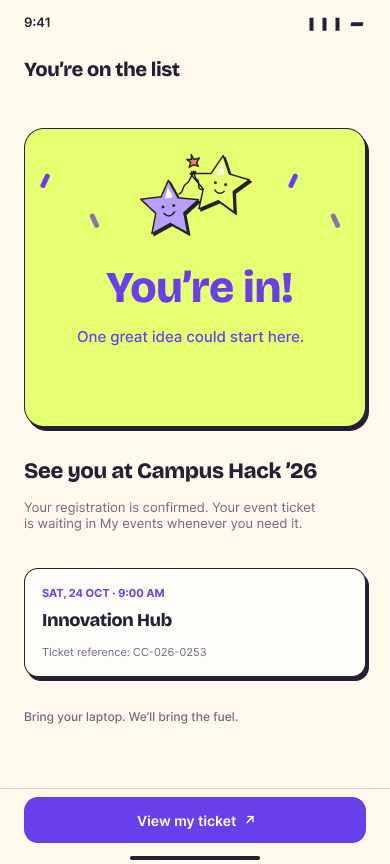 9:41
You're on the list
You're in!
One great idea could start here.
See you at Campus Hack '26
Your registration is confirmed. Your event ticket
is waiting in My events whenever you need it.
SAT, 24 OCT · 9:00 AM
Innovation Hub
Ticket reference: CC-026-0253
Bring your laptop. We'll bring the fuel.
View my ticket ↗